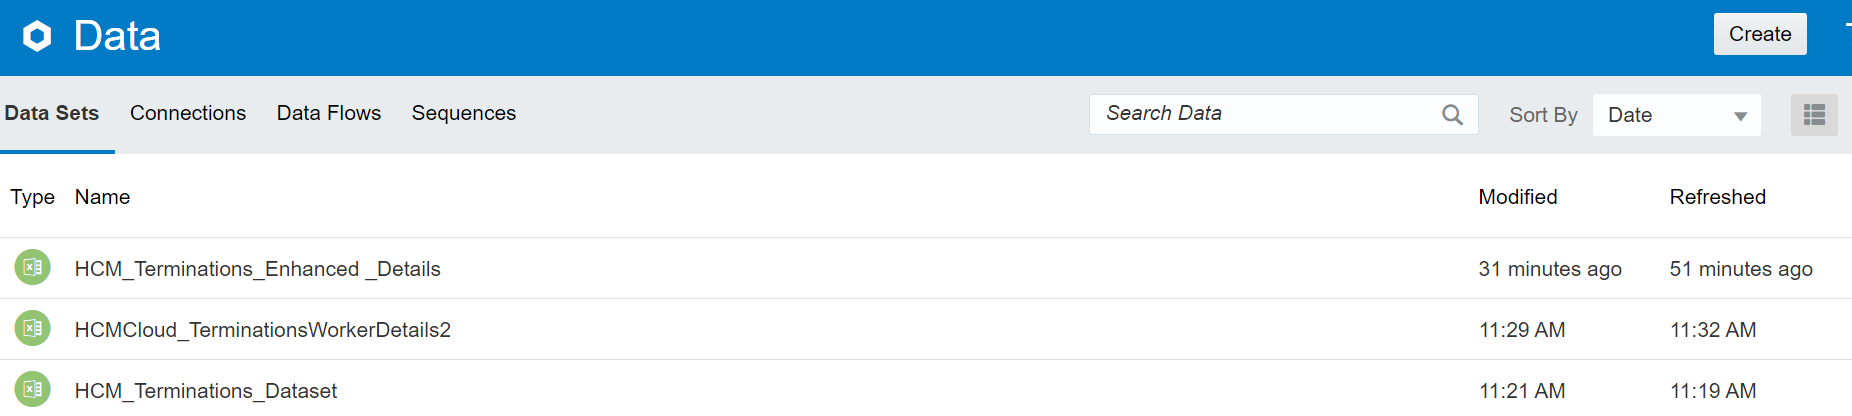 Data
Create
Data Sets Connections Data Flows Sequences Search Data Sort By Date
Type Name Modified Refreshed
HCM_Terminations_Enhanced _Details 31 minutes ago 51 minutes ago
HCMCloud_TerminationsWorkerDetails2 11:29 AM 11:32 AM
HCM_Terminations_Dataset 11:21 AM 11:19 AM